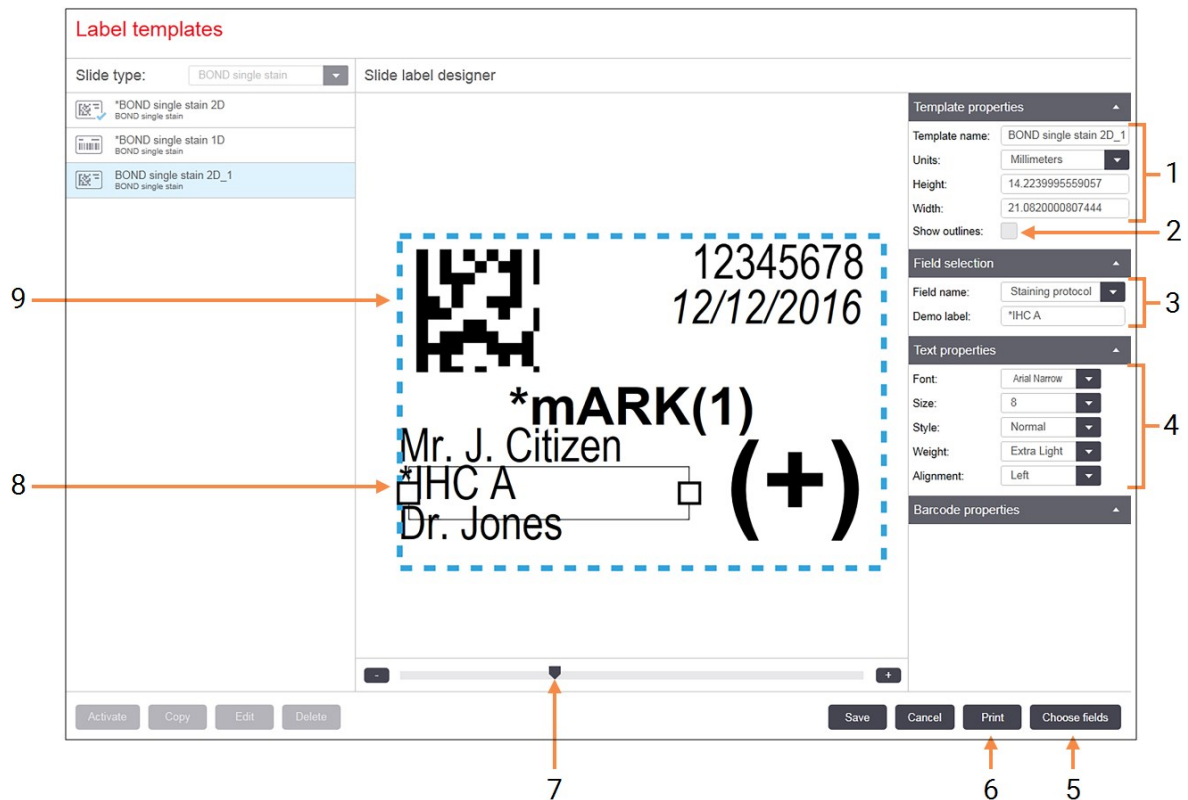 Label templates
Slide type: BOND single stain
Slide label designer
*BOND single stain 2D
BOND single stain
*BOND single stain 1D
BOND single stain
BOND single stain 2D_1
BOND single stain
12345678
12/12/2016
*mARK(1)
Mr. J. Citizen
*IHC A
Dr. Jones
(+)
- +
Template properties
Template name: BOND single stain 2D_1
Units: Millimeters
Height: 14.2239995559057
Width: 21.0820000807444
Show outlines:
Field selection
Field name: Staining protocol
Demo label: *IHC A
Text properties
Font: Arial Narrow
Size: 8
Style: Normal
Weight: Extra Light
Alignment: Left
Barcode properties
Activate Copy Edit Delete
Save Cancel Print Choose fields
1
2
3
4
5
6
7
8
9